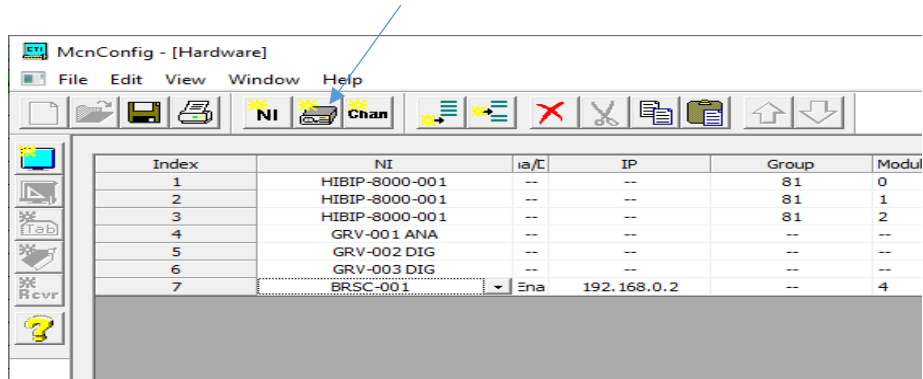 CTI McnConfig - [Hardware]
File Edit View Window Help
NI Chan
Index NI ıa/D IP Group Modul
1 HIBIP-8000-001 -- -- 81 0
2 HIBIP-8000-001 -- -- 81 1
3 HIBIP-8000-001 -- -- 81 2
4 GRV-001 ANA -- -- -- --
5 GRV-002 DIG -- -- -- --
6 GRV-003 DIG -- -- -- --
7 BRSC-001 Ena 192.168.0.2 -- 4
Tab
Rcvr
?